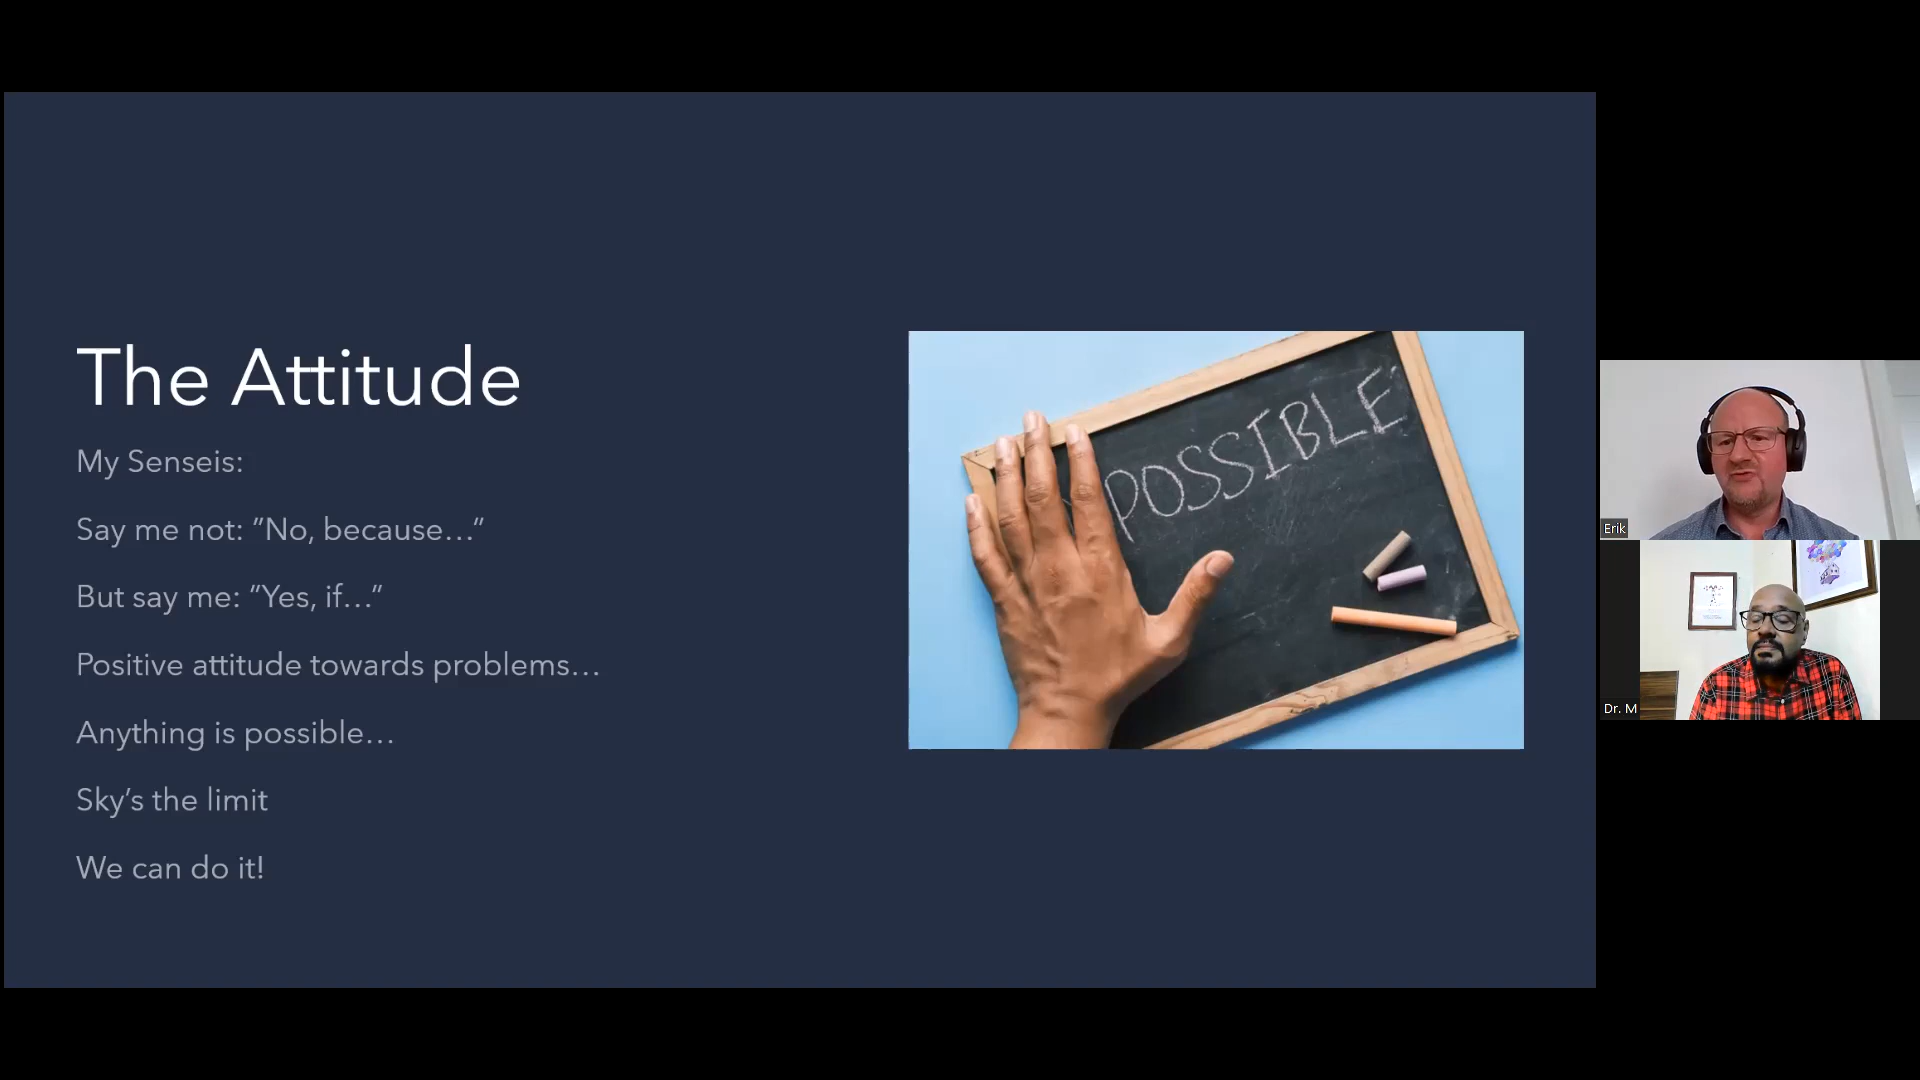 The Attitude
My Senseis:
Say me not: ”No, because…”
But say me: ”Yes, if…”
Positive attitude towards problems…
Anything is possible…
Sky’s the limit
We can do it!
POSSIBLE
Erik
Dr. M